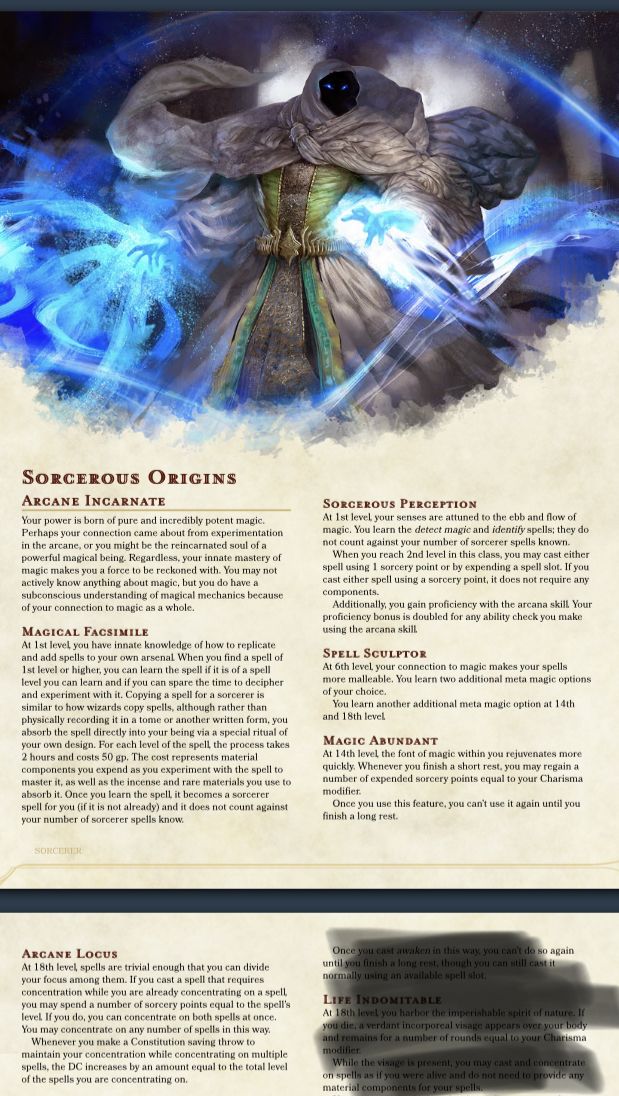 Sorcerous Origins
Arcane Incarnate
Your power is born of pure and incredibly potent magic.
Perhaps your connection came about from experimentation
in the arcane, or you might be the reincarnated soul of a
powerful magical being. Regardless, your innate mastery of
magic makes you a force to be reckoned with. You may not
actively know anything about magic, but you do have a
subconscious understanding of magical mechanics because
of your connection to magic as a whole.
Magical Facsimile
At 1st level, you have innate knowledge of how to replicate
and add spells to your own arsenal. When you find a spell of
1st level or higher, you can learn the spell if it is of a spell
level you can learn and if you can spare the time to decipher
and experiment with it. Copying a spell for a sorcerer is
similar to how wizards copy spells, although rather than
physically recording it in a tome or another written form, you
absorb the spell directly into your being via a special ritual of
your own design. For each level of the spell, the process takes
2 hours and costs 50 gp. The cost represents material
components you expend as you experiment with the spell to
master it, as well as the incense and rare materials you use to
absorb it. Once you learn the spell, it becomes a sorcerer
spell for you (if it is not already) and it does not count against
your number of sorcerer spells know.
Sorcerous Perception
At 1st level, your senses are attuned to the ebb and flow of
magic. You learn the detect magic and identify spells; they do
not count against your number of sorcerer spells known.
When you reach 2nd level in this class, you may cast either
spell using 1 sorcery point or by expending a spell slot. If you
cast either spell using a sorcery point, it does not require any
components.
Additionally, you gain proficiency with the arcana skill. Your
proficiency bonus is doubled for any ability check you make
using the arcana skill.
Spell Sculptor
At 6th level, your connection to magic makes your spells
more malleable. You learn two additional meta magic options
of your choice.
You learn another additional meta magic option at 14th
and 18th level.
Magic Abundant
At 14th level, the font of magic within you rejuvenates more
quickly. Whenever you finish a short rest, you may regain a
number of expended sorcery points equal to your Charisma
modifier.
Once you use this feature, you can't use it again until you
finish a long rest.
SORCERER
Arcane Locus
At 18th level, spells are trivial enough that you can divide
your focus among them. If you cast a spell that requires
concentration while you are already concentrating on a spell,
you may spend a number of sorcery points equal to the spell's
level. If you do, you can concentrate on both spells at once.
You may concentrate on any number of spells in this way.
Whenever you make a Constitution saving throw to
maintain your concentration while concentrating on multiple
spells, the DC increases by an amount equal to the total level
of the spells you are concentrating on.
Once you cast awaken in this way, you can't do so again
until you finish a long rest, though you can still cast it
normally using an available spell slot.
Life Indomitable
At 18th level, you harbor the imperishable spirit of nature. If
you die, a verdant incorporeal visage appears over your body
and remains for a number of rounds equal to your Charisma
modifier.
While the visage is present, you may cast and concentrate
on spells as if you were alive and do not need to provide any
material components for your spells.